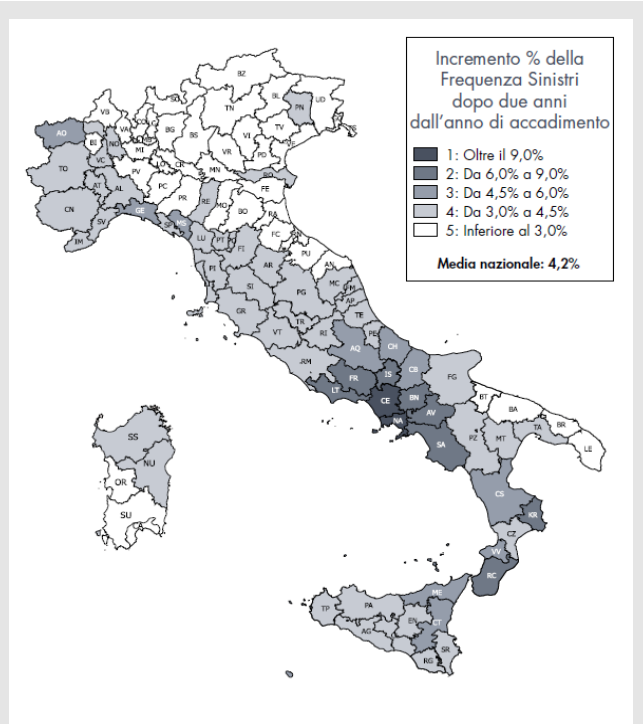 Incremento % della
Frequenza Sinistri
dopo due anni
dall'anno di accadimento
1: Oltre il 9,0%
2: Da 6,0% a 9,0%
3: Da 4,5% a 6,0%
4: Da 3,0% a 4,5%
5: Inferiore al 3,0%
Media nazionale: 4,2%
BZ
BL
UD
PN
TN
SO
VB
AO
VA
BG
BS
VI
TV
VR
PD
BI
NO
MI
VC
TO
PV
LO
CR
MN
RO
AT
AL
PC
PR
RE
MO
FE
BO
RA
CN
GE
SV
IM
SP
MS
LU
PT
FI
FC
PU
AN
AR
PI
SI
MC
PG
AP
GR
TE
TR
VT
RI
PE
AQ
CH
RM
FR
IS
CB
FG
LT
CE
BN
BT
BA
NA
AV
SA
PZ
MT
TA
BR
LE
SS
NU
OR
SU
CA
CS
KR
CZ
VV
RC
ME
PA
TP
EN
CT
AG
SR
RG